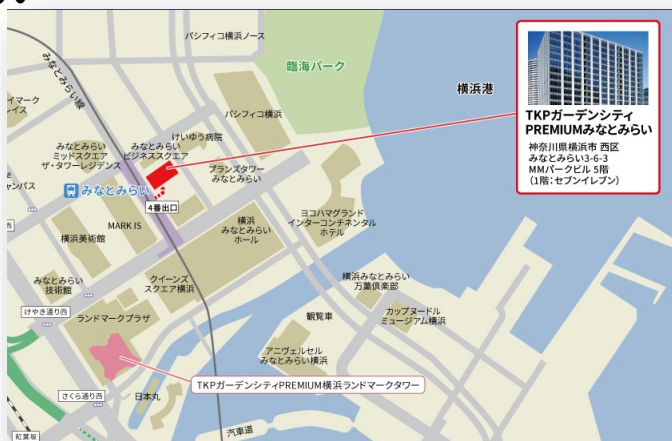 パシフィコ横浜ノース
臨海パーク
みなとみらい線
横浜港
パシフィコ横浜
けいゆう病院
みなとみらい
ミッドスクエア
ザ・タワーレジデンス
みなとみらい
ビジネススクエア
ブランズタワー
みなとみらい
みなとみらい
4番出口
MARK IS
横浜美術館
横浜
みなとみらい
ホール
ヨコハマグランド
インターコンチネンタル
ホテル
みなとみらい
技術館
クイーンズ
スクエア横浜
横浜みなとみらい
万葉倶楽部
けやき通り西
ランドマークプラザ
観覧車
カップヌードル
ミュージアム横浜
アニヴェルセル
みなとみらい横浜
TKPガーデンシティPREMIUM横浜ランドマークタワー
さくら通り西
日本丸
汽車道
紅葉坂
TKPガーデンシティ
PREMIUMみなとみらい
神奈川県横浜市 西区
みなとみらい3-6-3
MMパークビル 5階
(1階:セブンイレブン)